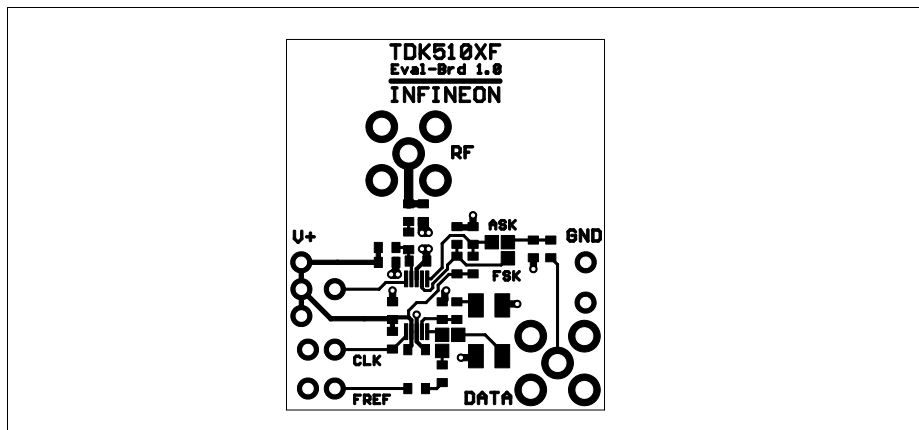 TDK510XF
Eval-Brd 1.0
INFINEON
RF
ASK
V+
GND
FSK
CLK
FREF
DATA